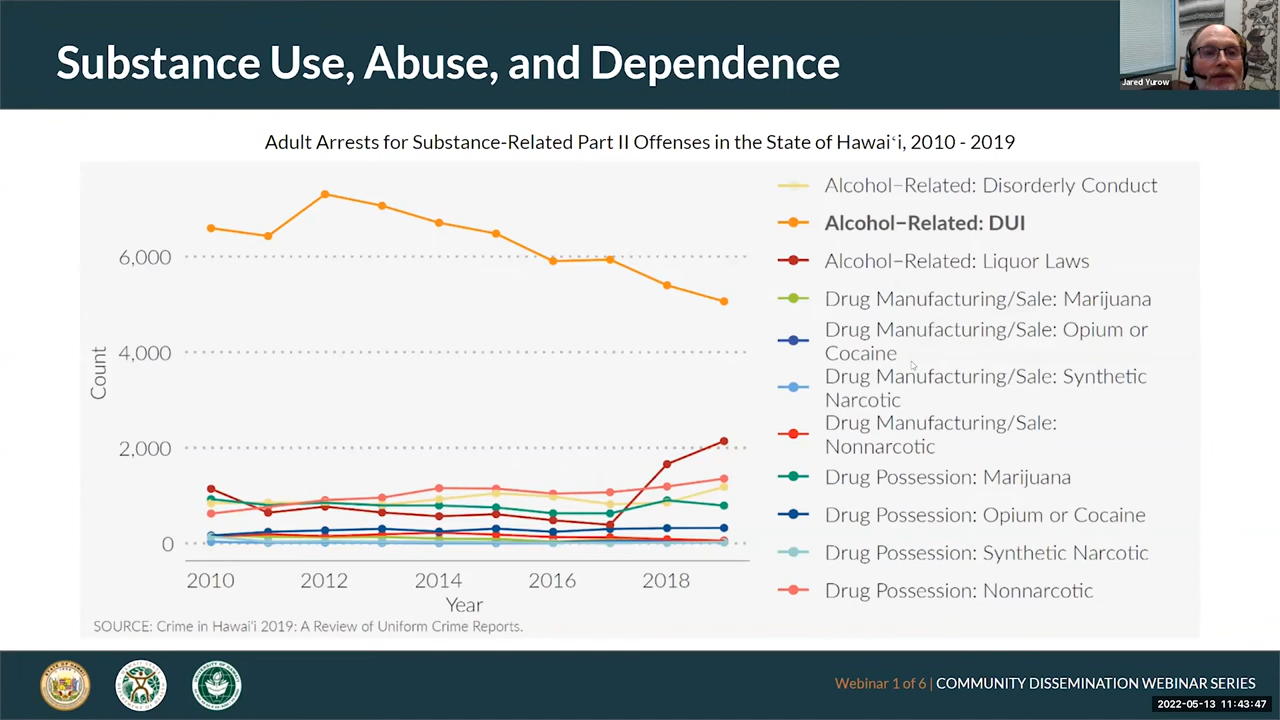 Substance Use, Abuse, and Dependence
Jared Yurow
Adult Arrests for Substance-Related Part II Offenses in the State of Hawaiʻi, 2010 - 2019
6,000
4,000
2,000
0
Count
2010
2012
2014
2016
2018
Year
Alcohol–Related: Disorderly Conduct
Alcohol–Related: DUI
Alcohol–Related: Liquor Laws
Drug Manufacturing/Sale: Marijuana
Drug Manufacturing/Sale: Opium or
Cocaine
Drug Manufacturing/Sale: Synthetic
Narcotic
Drug Manufacturing/Sale:
Nonnarcotic
Drug Possession: Marijuana
Drug Possession: Opium or Cocaine
Drug Possession: Synthetic Narcotic
Drug Possession: Nonnarcotic
SOURCE: Crime in Hawai'i 2019: A Review of Uniform Crime Reports.
Webinar 1 of 6 | COMMUNITY DISSEMINATION WEBINAR SERIES
2022-05-13 11:43:47